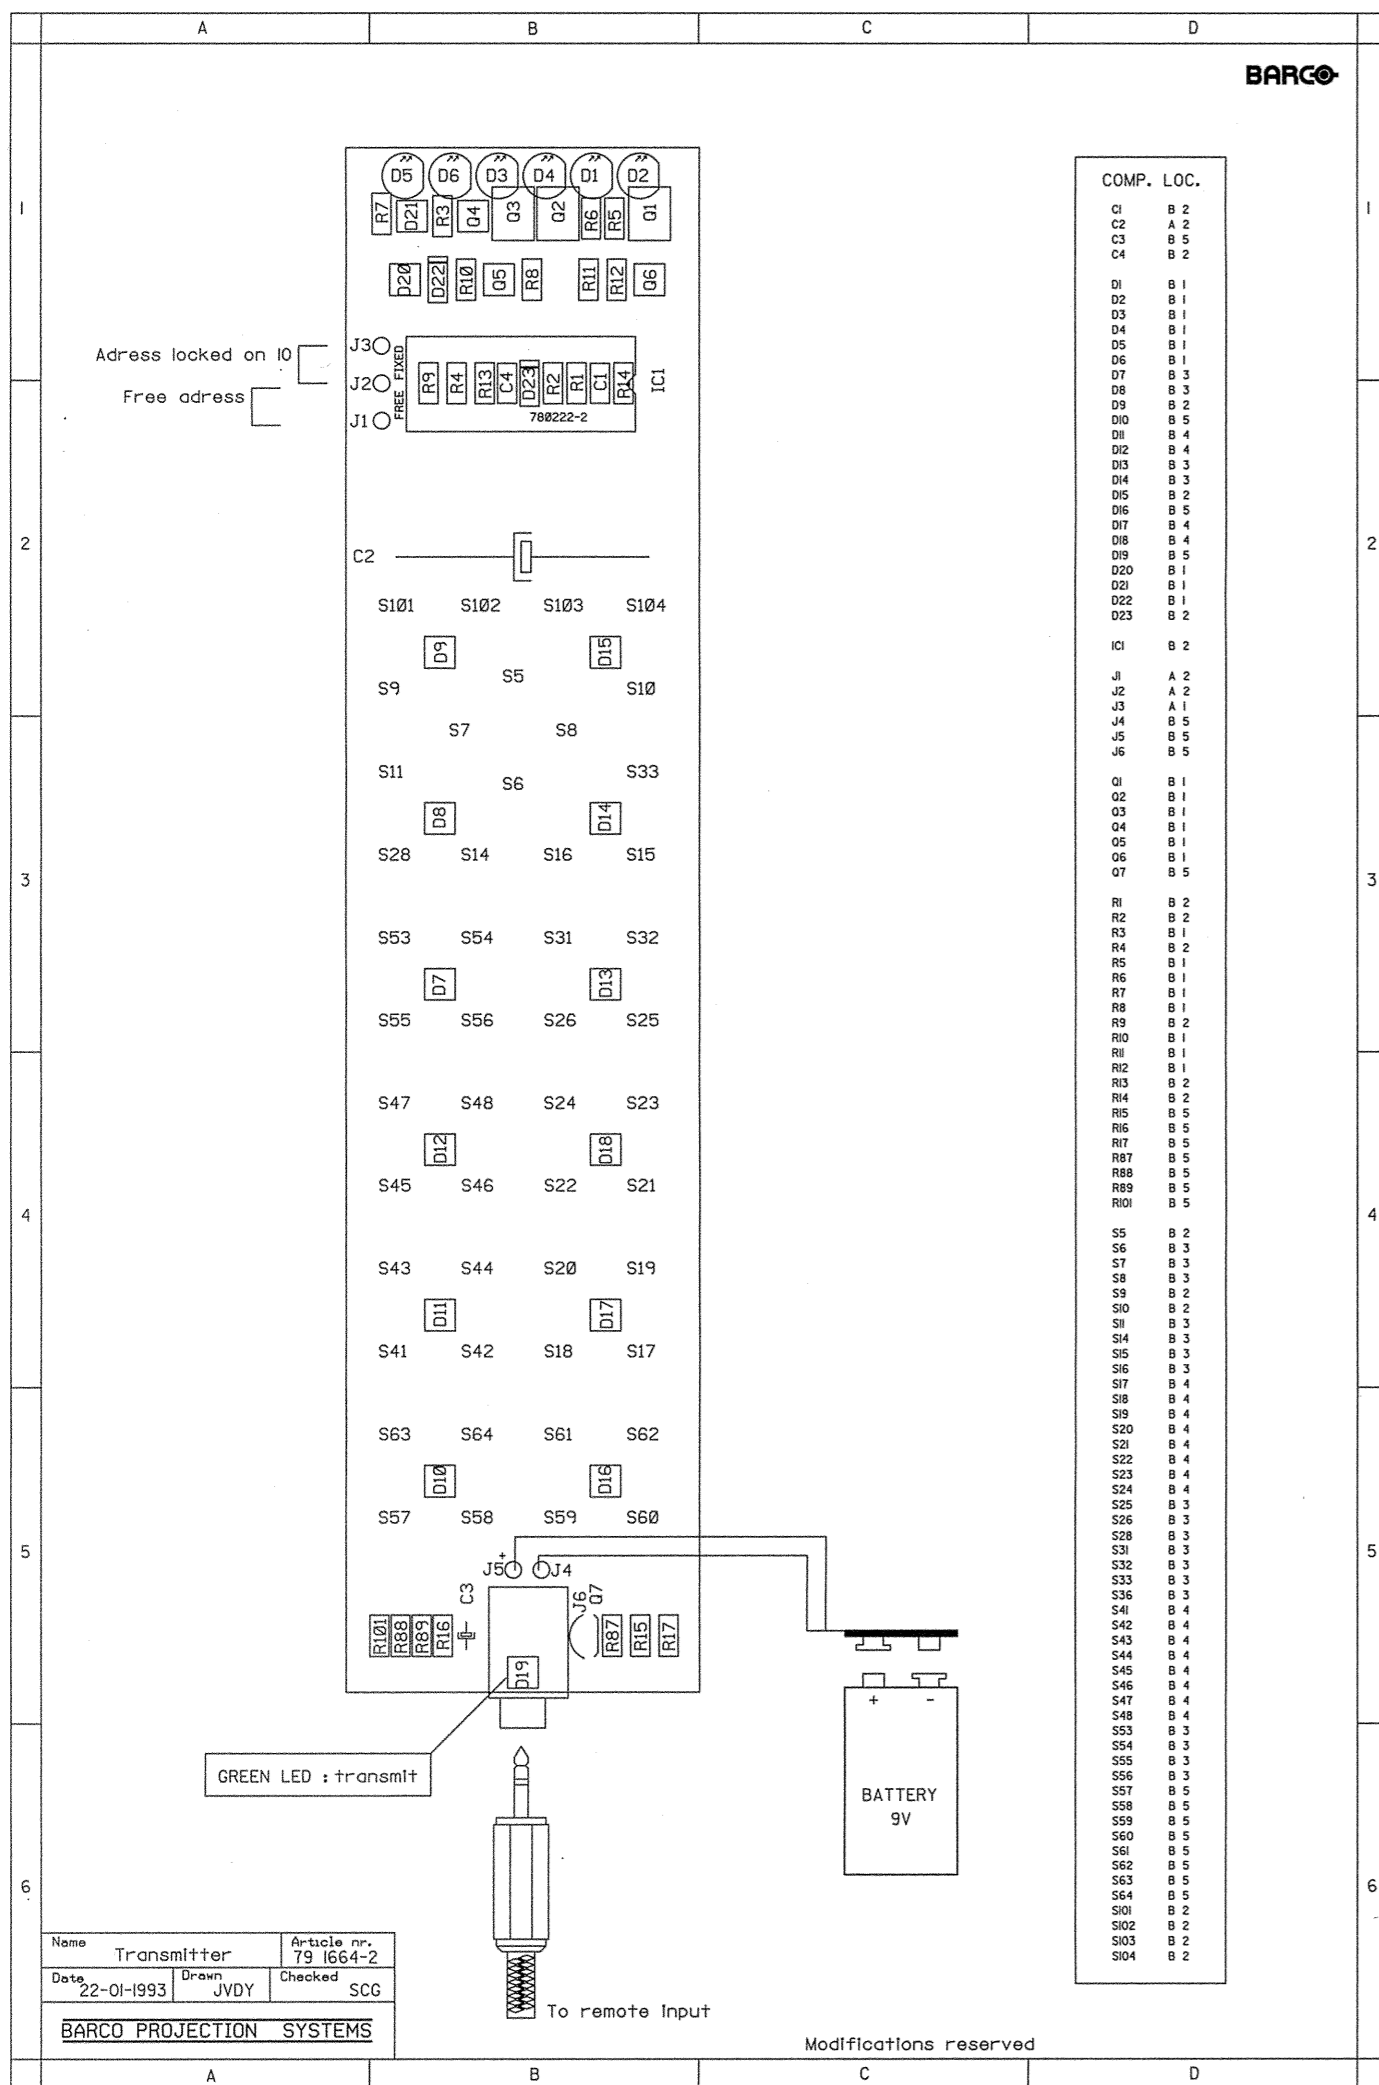 A B C D
BARCO
D5 D6 D3 D4 D1 D2
R7 D21 R3 Q4 Q3 Q2 R6 R5 Q1
D20 D22 R10 Q5 R8 R11 R12 Q6
1 1
J3
Adress locked on 10
J2
Free adress
J1
FREE FIXED
R9 R4 R13 C4 D23 R2 R1 C1 R14
780222-2
IC1
2 2
C2
S101 S102 S103 S104
D9 D15
S5
S9 S10
S7 S8
S11 S33
S6
D8 D14
S28 S14 S16 S15
3 3
S53 S54 S31 S32
D7 D13
S55 S56 S26 S25
S47 S48 S24 S23
D12 D18
S45 S46 S22 S21
4 4
S43 S44 S20 S19
D11 D17
S41 S42 S18 S17
S63 S64 S61 S62
D10 D16
S57 S58 S59 S60
5 5
+
J5 J4
C3 J6 Q7
R101 R88 R89 R16 R87 R15 R17
D19
GREEN LED : transmit
+ -
BATTERY
9V
6 6
To remote Input
Modifications reserved
COMP. LOC.
C1 B 2
C2 A 2
C3 B 5
C4 B 2
D1 B 1
D2 B 1
D3 B 1
D4 B 1
D5 B 1
D6 B 1
D7 B 3
D8 B 3
D9 B 2
D10 B 5
D11 B 4
D12 B 4
D13 B 3
D14 B 3
D15 B 2
D16 B 5
D17 B 4
D18 B 4
D19 B 5
D20 B 1
D21 B 1
D22 B 1
D23 B 2
IC1 B 2
J1 A 2
J2 A 2
J3 A 1
J4 B 5
J5 B 5
J6 B 5
Q1 B 1
Q2 B 1
Q3 B 1
Q4 B 1
Q5 B 1
Q6 B 1
Q7 B 5
R1 B 2
R2 B 2
R3 B 1
R4 B 2
R5 B 1
R6 B 1
R7 B 1
R8 B 1
R9 B 2
R10 B 1
R11 B 1
R12 B 1
R13 B 2
R14 B 2
R15 B 5
R16 B 5
R17 B 5
R87 B 5
R88 B 5
R89 B 5
R101 B 5
S5 B 2
S6 B 3
S7 B 3
S8 B 3
S9 B 2
S10 B 2
S11 B 3
S14 B 3
S15 B 3
S16 B 3
S17 B 4
S18 B 4
S19 B 4
S20 B 4
S21 B 4
S22 B 4
S23 B 4
S24 B 4
S25 B 3
S26 B 3
S28 B 3
S31 B 3
S32 B 3
S33 B 3
S36 B 3
S41 B 4
S42 B 4
S43 B 4
S44 B 4
S45 B 4
S46 B 4
S47 B 4
S48 B 4
S53 B 3
S54 B 3
S55 B 3
S56 B 3
S57 B 5
S58 B 5
S59 B 5
S60 B 5
S61 B 5
S62 B 5
S63 B 5
S64 B 5
S101 B 2
S102 B 2
S103 B 2
S104 B 2
Name Transmitter
Article nr. 79 1664-2
Date 22-01-1993
Drawn JVDY
Checked SCG
BARCO PROJECTION SYSTEMS
A B C D